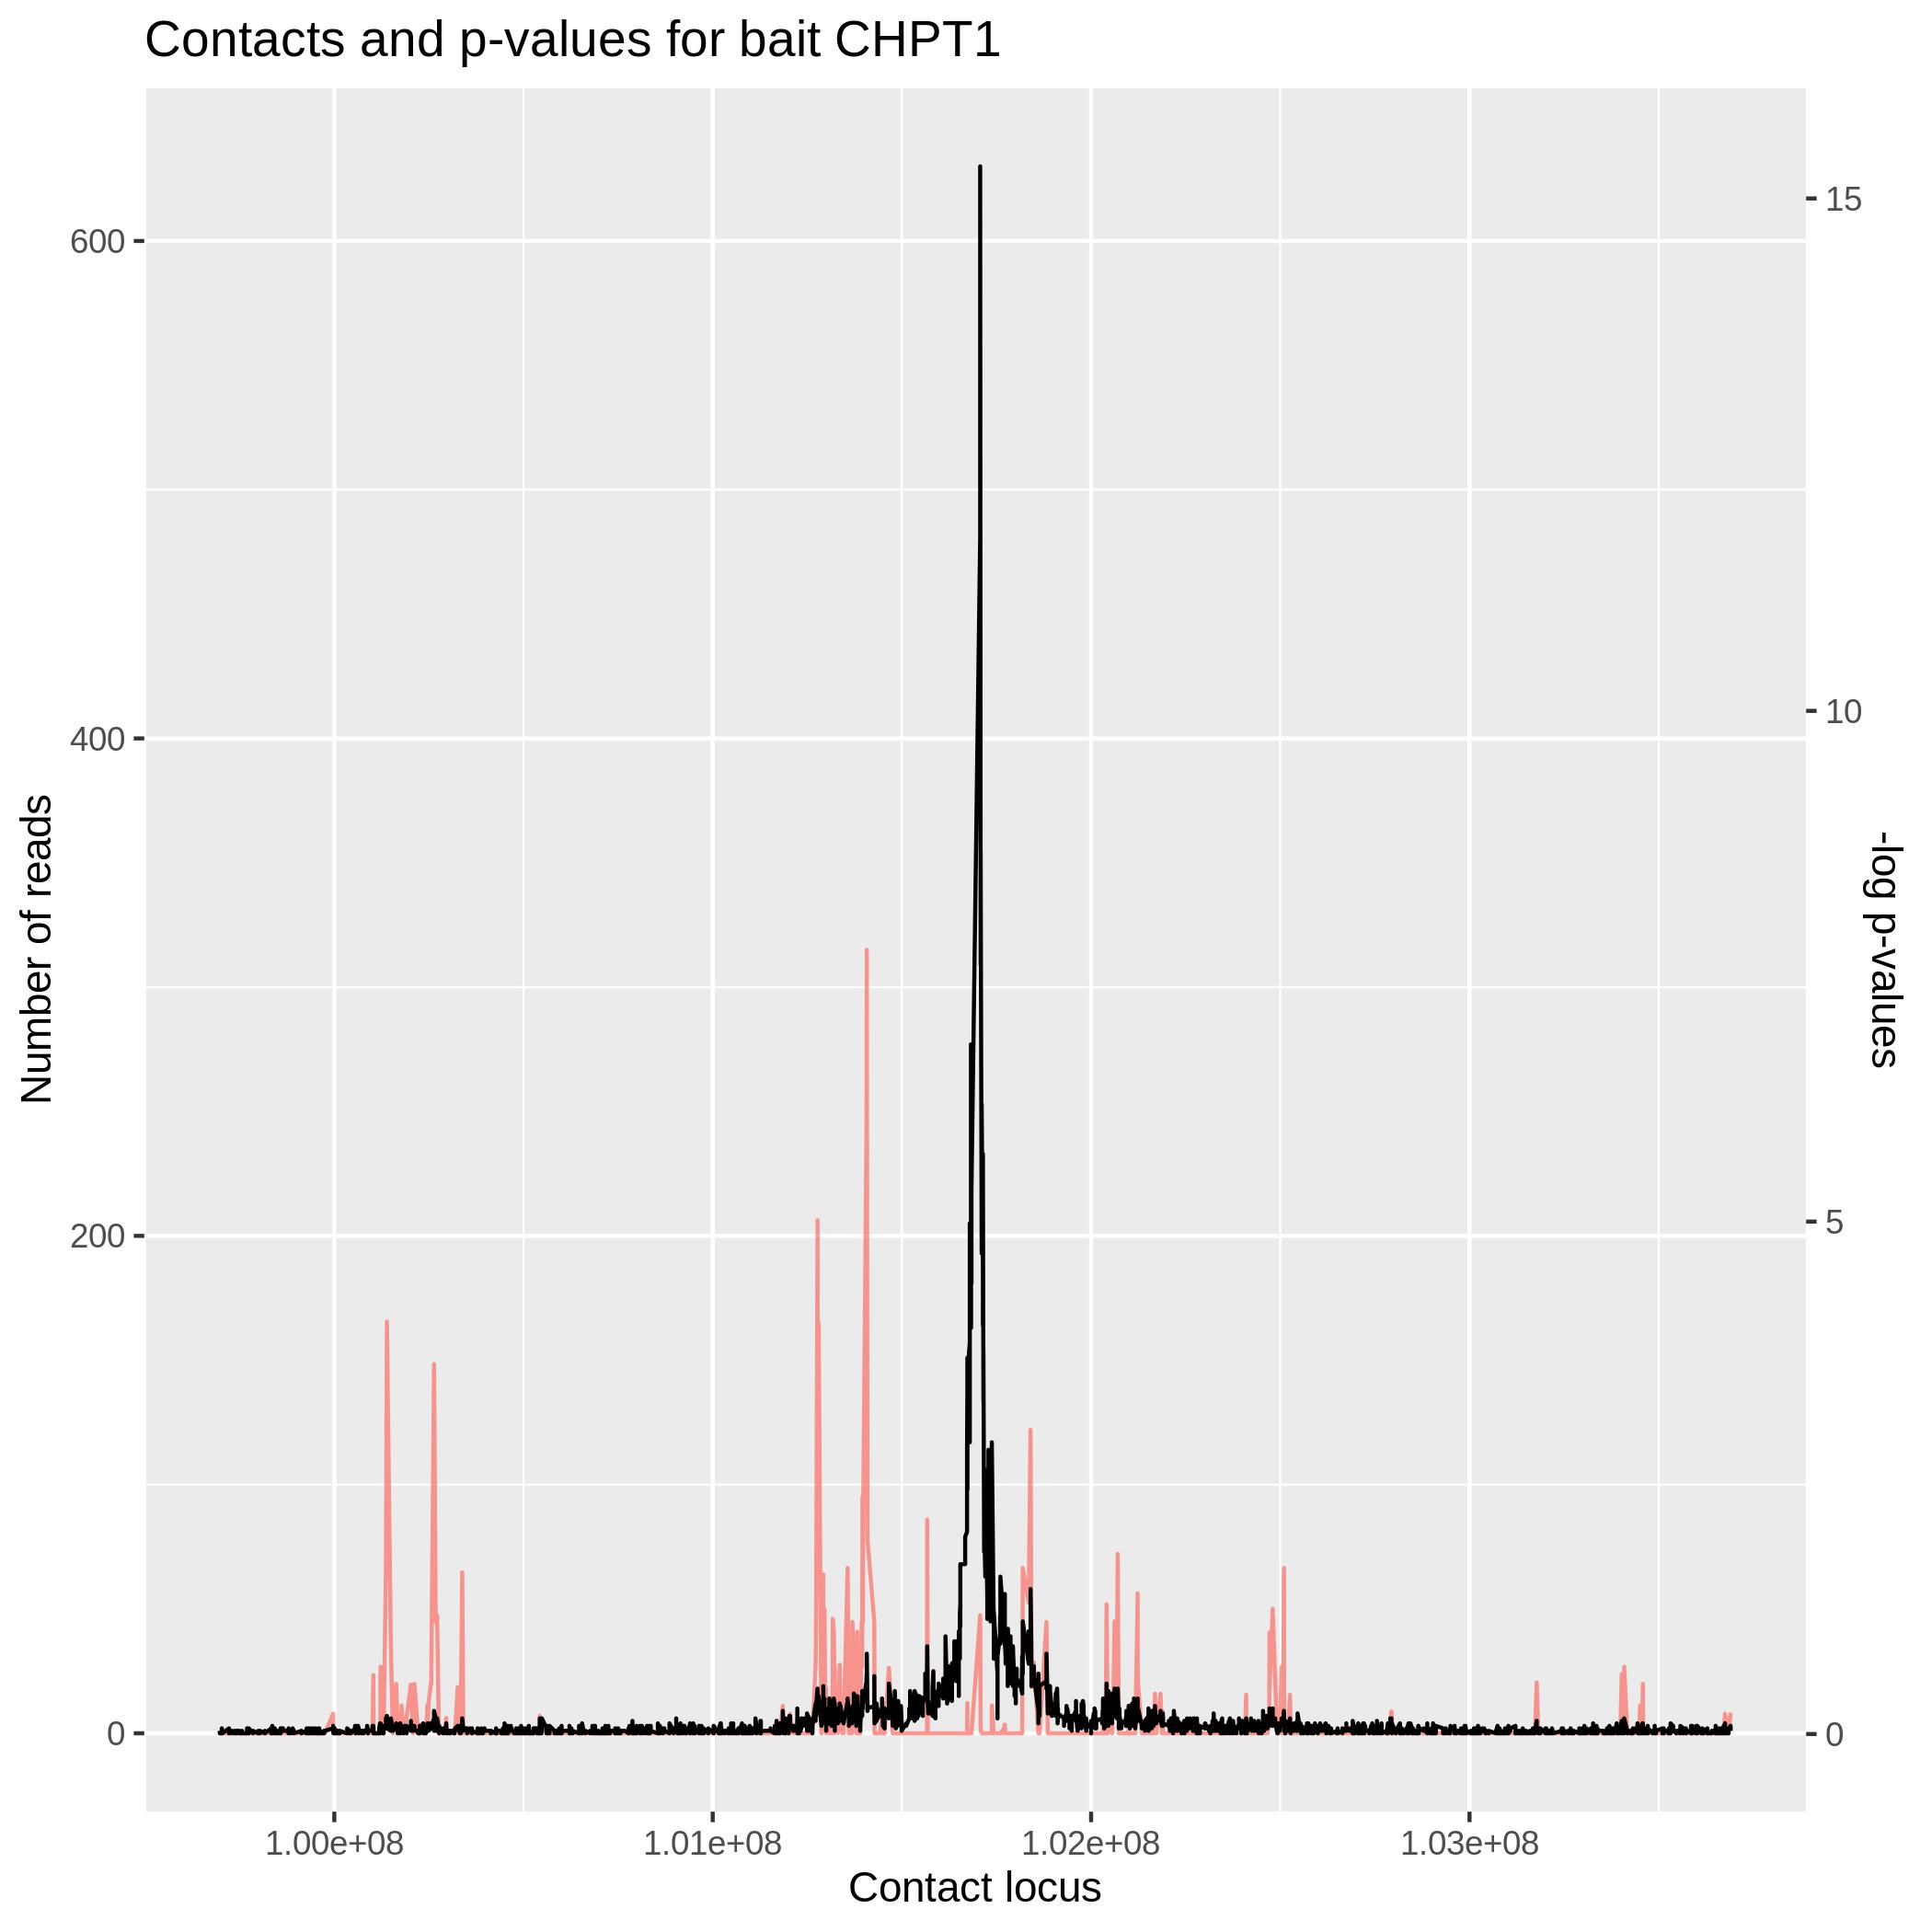 Contacts and p-values for bait CHPT1
600
400
200
0
15
10
5
0
Number of reads
-log p-values
1.00e+08
1.01e+08
1.02e+08
1.03e+08
Contact locus